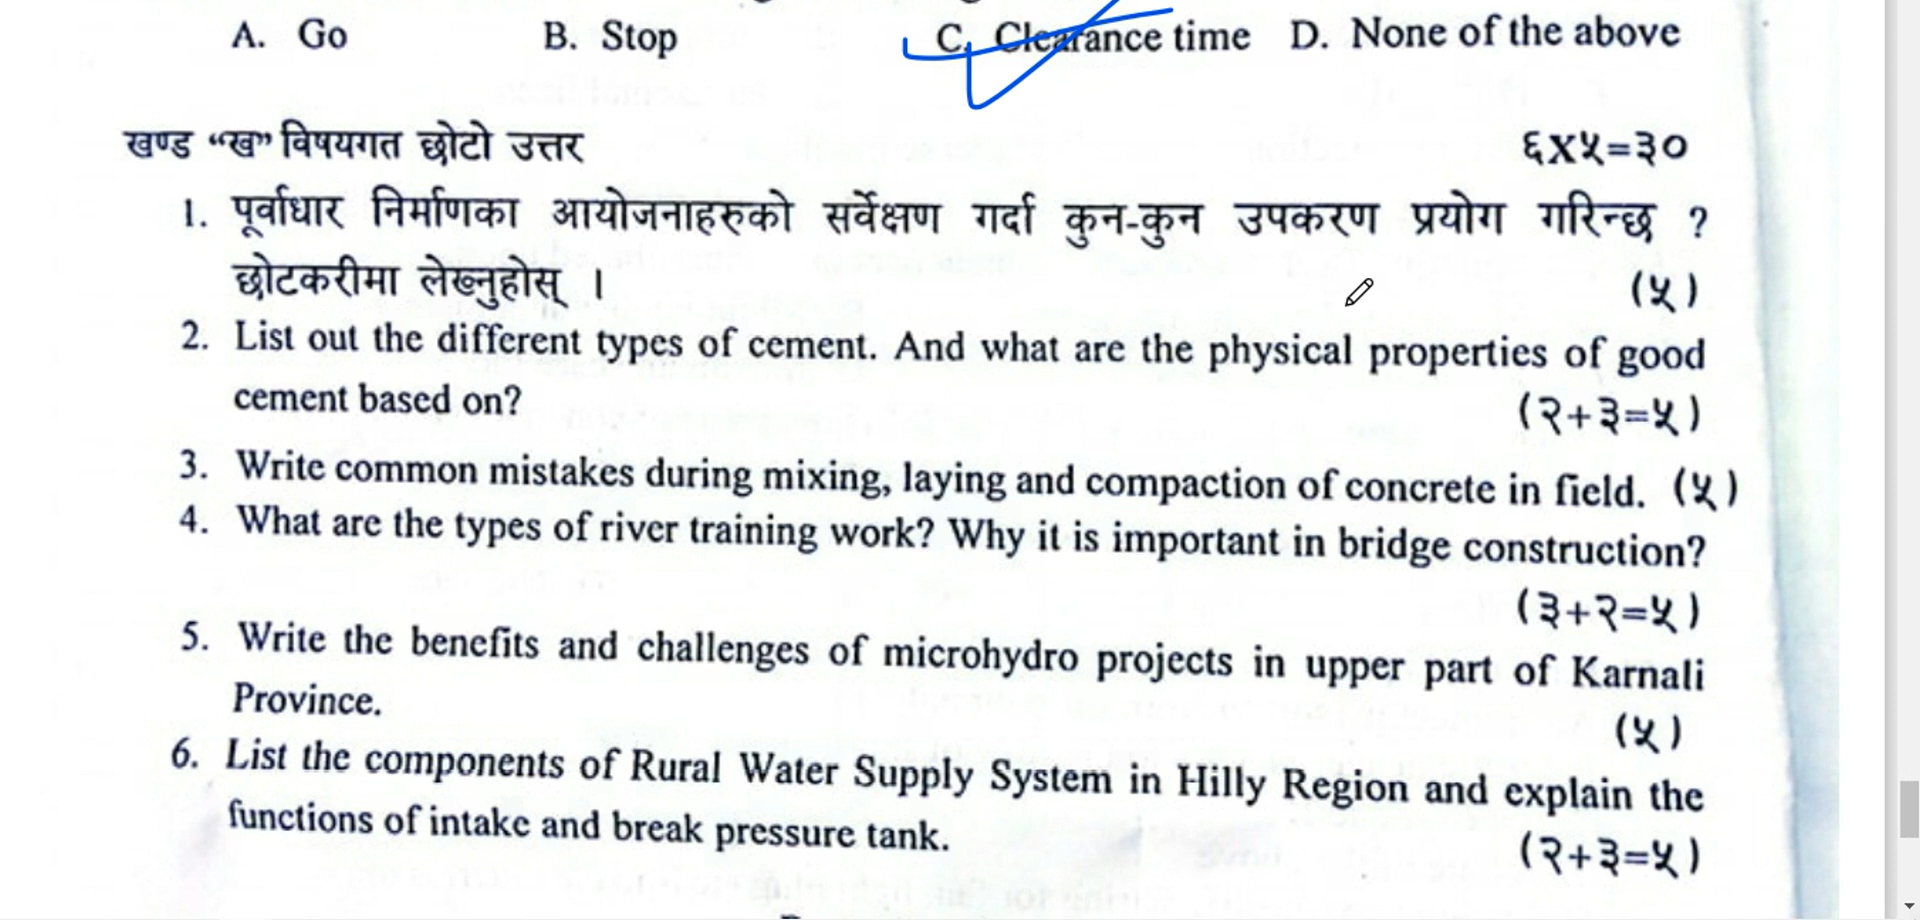 A. Go B. Stop C. Clearance time D. None of the above
खण्ड “ख” विषयगत छोटो उत्तर ६X५=३०
1. पूर्वाधार निर्माणका आयोजनाहरुको सर्वेक्षण गर्दा कुन-कुन उपकरण प्रयोग गरिन्छ ?
छोटकरीमा लेख्नुहोस् । (५)
2. List out the different types of cement. And what are the physical properties of good
cement based on? (२+३=५)
3. Write common mistakes during mixing, laying and compaction of concrete in field. (५)
4. What are the types of river training work? Why it is important in bridge construction?
(३+२=५)
5. Write the benefits and challenges of microhydro projects in upper part of Karnali
Province. (५)
6. List the components of Rural Water Supply System in Hilly Region and explain the
functions of intake and break pressure tank. (२+३=५)